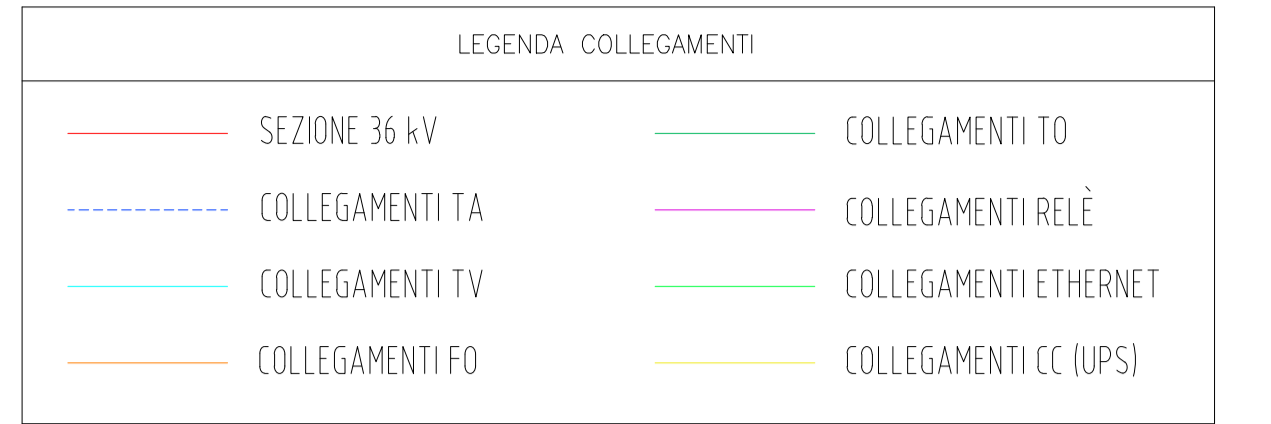 LEGENDA COLLEGAMENTI
SEZIONE 36 kV
COLLEGAMENTI TA
COLLEGAMENTI TV
COLLEGAMENTI FO
COLLEGAMENTI TO
COLLEGAMENTI RELÈ
COLLEGAMENTI ETHERNET
COLLEGAMENTI CC (UPS)